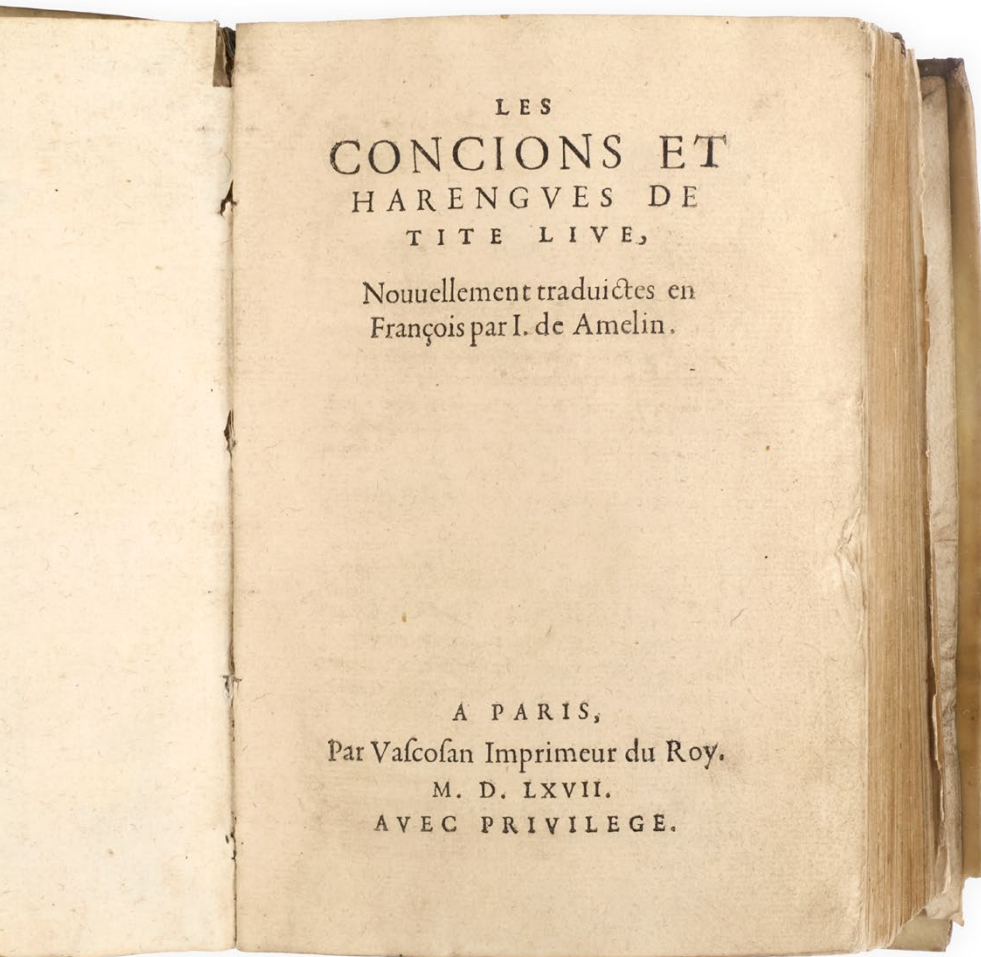 LES
CONCIONS ET
HARENGVES DE
TITE LIVE,
Nouuellement traduictes en
François par I. de Amelin.
A PARIS,
Par Vaſcoſan Imprimeur du Roy.
M. D. LXVII.
AVEC PRIVILEGE.